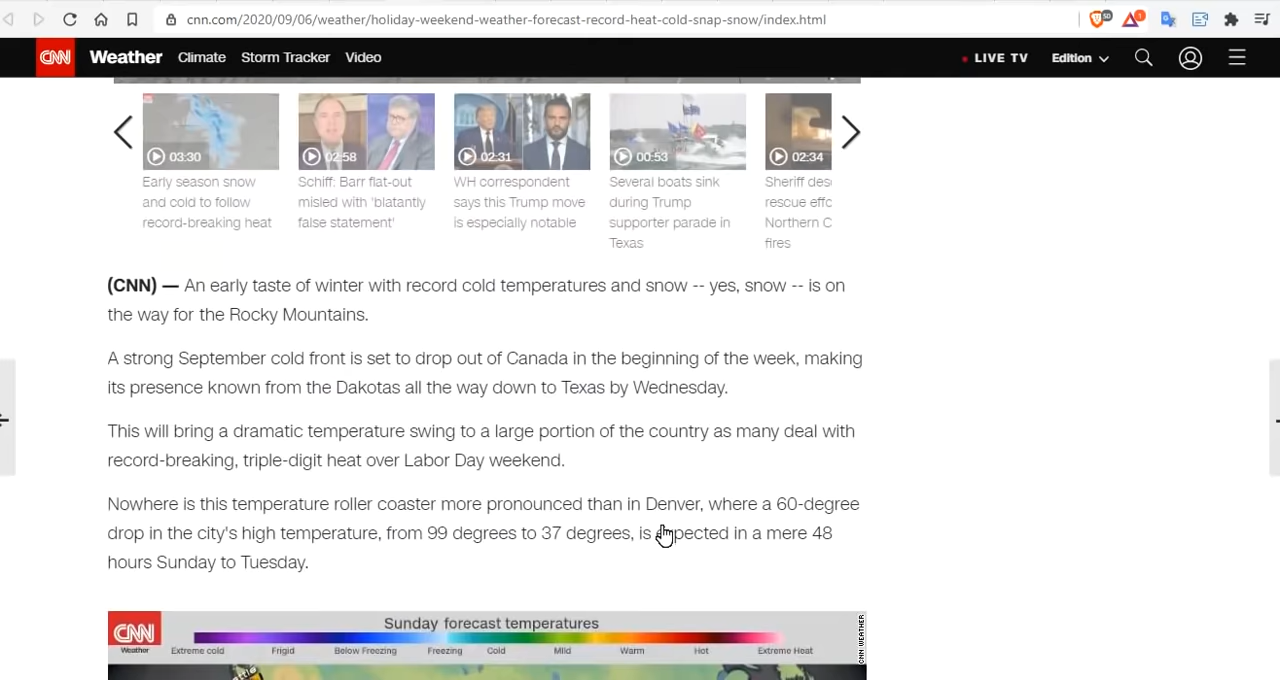 cnn.com/2020/09/06/weather/holiday-weekend-weather-forecast-record-heat-cold-snap-snow/index.html
CNN Weather Climate Storm Tracker Video LIVE TV Edition
03:30 02:58 02:31 00:53 02:34
Early season snow
and cold to follow
record-breaking heat
Schiff: Barr flat-out
misled with 'blatantly
false statement'
WH correspondent
says this Trump move
is especially notable
Several boats sink
during Trump
supporter parade in
Texas
Sheriff des
rescue effo
Northern C
fires
(CNN) — An early taste of winter with record cold temperatures and snow -- yes, snow -- is on
the way for the Rocky Mountains.
A strong September cold front is set to drop out of Canada in the beginning of the week, making
its presence known from the Dakotas all the way down to Texas by Wednesday.
This will bring a dramatic temperature swing to a large portion of the country as many deal with
record-breaking, triple-digit heat over Labor Day weekend.
Nowhere is this temperature roller coaster more pronounced than in Denver, where a 60-degree
drop in the city's high temperature, from 99 degrees to 37 degrees, is expected in a mere 48
hours Sunday to Tuesday.
CNN Sunday forecast temperatures
Weather Extreme cold Frigid Below Freezing Freezing Cold Mild Warm Hot Extreme Heat
CNN WEATHER